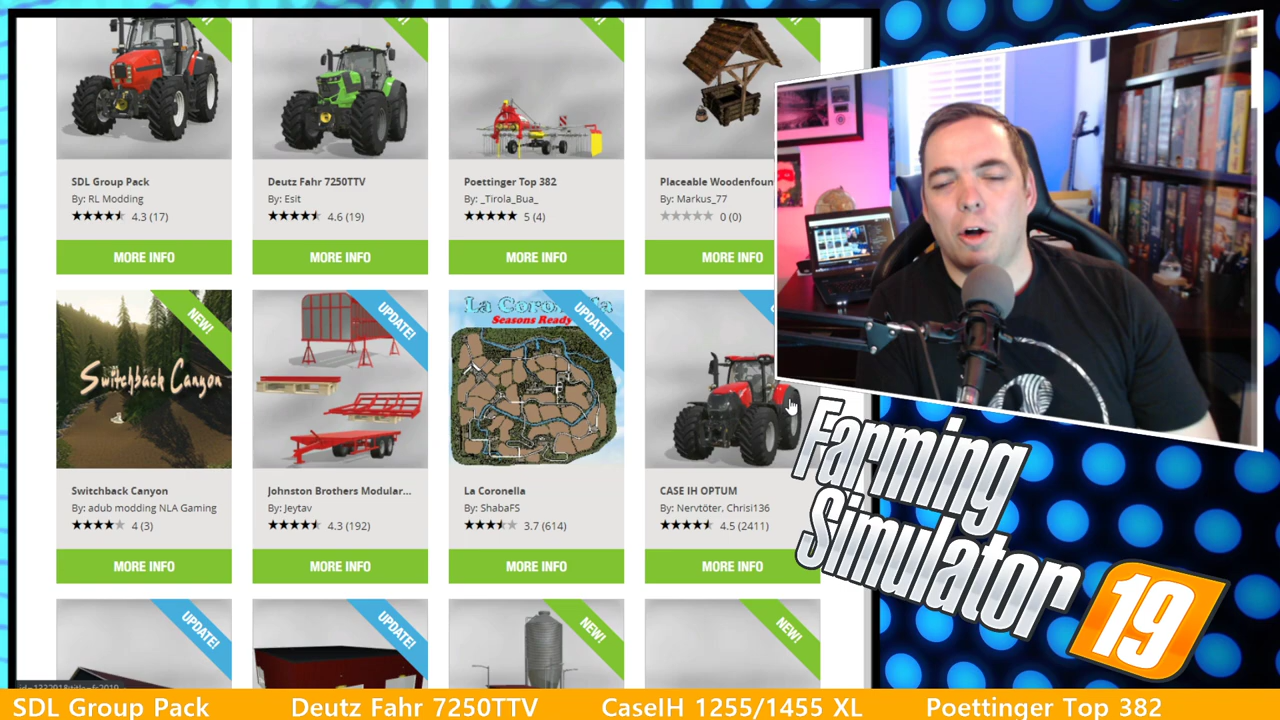 SDL Group Pack
By: RL Modding
4.3 (17)
MORE INFO
Deutz Fahr 7250TTV
By: Esit
4.6 (19)
MORE INFO
Poettinger Top 382
By: _Tirola_Bua_
5 (4)
MORE INFO
Placeable Woodenfoun
By: Markus_77
0 (0)
MORE INFO
NEW!
Switchback Canyon
Switchback Canyon
By: adub modding NLA Gaming
4 (3)
MORE INFO
UPDATE!
Johnston Brothers Modular...
By: Jeytav
4.3 (192)
MORE INFO
La Coronella
Seasons Ready
UPDATE!
La Coronella
By: ShabaFS
3.7 (614)
MORE INFO
CASE IH OPTUM
By: Nervtöter, Chrisi136
4.5 (2411)
MORE INFO
UPDATE!
UPDATE!
NEW!
NEW!
Farming
Simulator
19
SDL Group Pack Deutz Fahr 7250TTV CaseIH 1255/1455 XL Poettinger Top 382